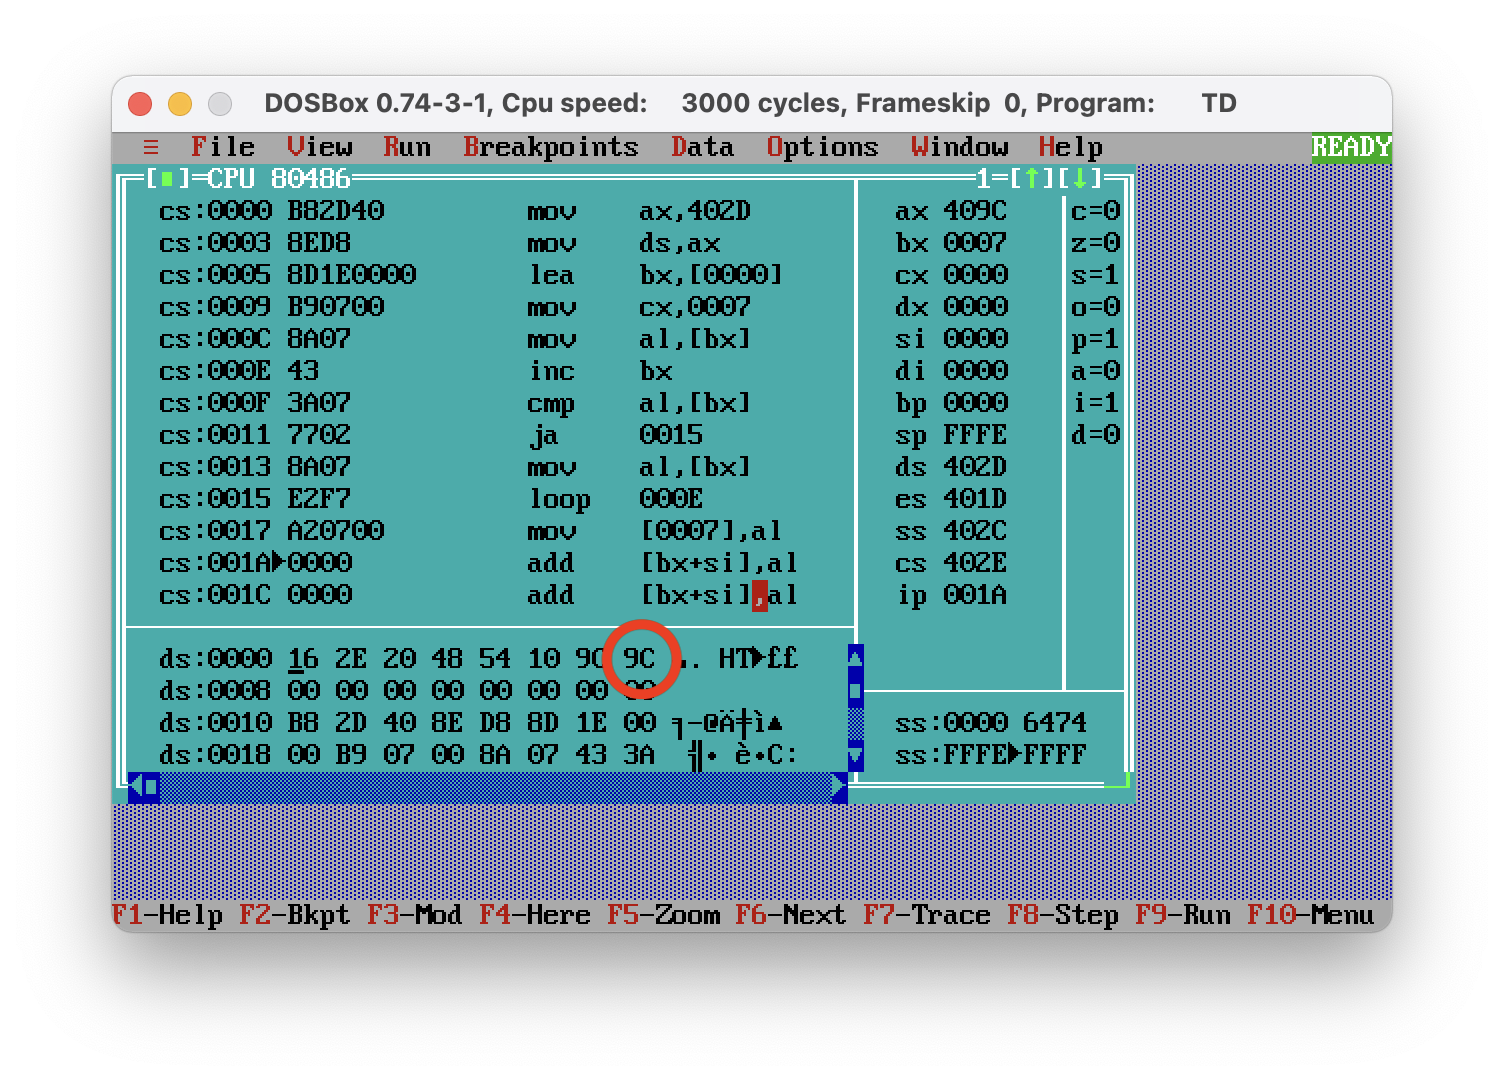 DOSBox 0.74-3-1, Cpu speed: 3000 cycles, Frameskip 0, Program: TD
≡ File View Run Breakpoints Data Options Window Help READY
[■]=CPU 80486 1=[↑][↓]
cs:0000 B82D40 mov ax,402D ax 409C c=0
cs:0003 8ED8 mov ds,ax bx 0007 z=0
cs:0005 8D1E0000 lea bx,[0000] cx 0000 s=1
cs:0009 B90700 mov cx,0007 dx 0000 o=0
cs:000C 8A07 mov al,[bx] si 0000 p=1
cs:000E 43 inc bx di 0000 a=0
cs:000F 3A07 cmp al,[bx] bp 0000 i=1
cs:0011 7702 ja 0015 sp FFFE d=0
cs:0013 8A07 mov al,[bx] ds 402D
cs:0015 E2F7 loop 000E es 401D
cs:0017 A20700 mov [0007],al ss 402C
cs:001A►0000 add [bx+si],al cs 402E
cs:001C 0000 add [bx+si],al ip 001A
ds:0000 16 2E 20 48 54 10 9C 9C . HT►££
ds:0008 00 00 00 00 00 00 00 00
ds:0010 B8 2D 40 8E D8 8D 1E 00 ╕-@Ä╪ì▲ ss:0000 6474
ds:0018 00 B9 07 00 8A 07 43 3A ╣• è•C: ss:FFFE►FFFF
F1-Help F2-Bkpt F3-Mod F4-Here F5-Zoom F6-Next F7-Trace F8-Step F9-Run F10-Menu